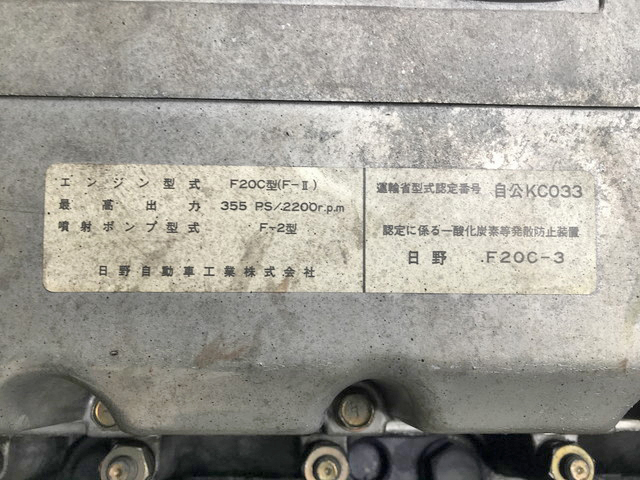 エンジン型式 F20C型(F-Ⅱ)
最高出力 355 PS/2200r.p.m
噴射ポンプ型式 F-2型
日野自動車工業株式会社
運輸省型式認定番号 自公KC033
認定に係る一酸化炭素等発散防止装置
日野 F20C-3